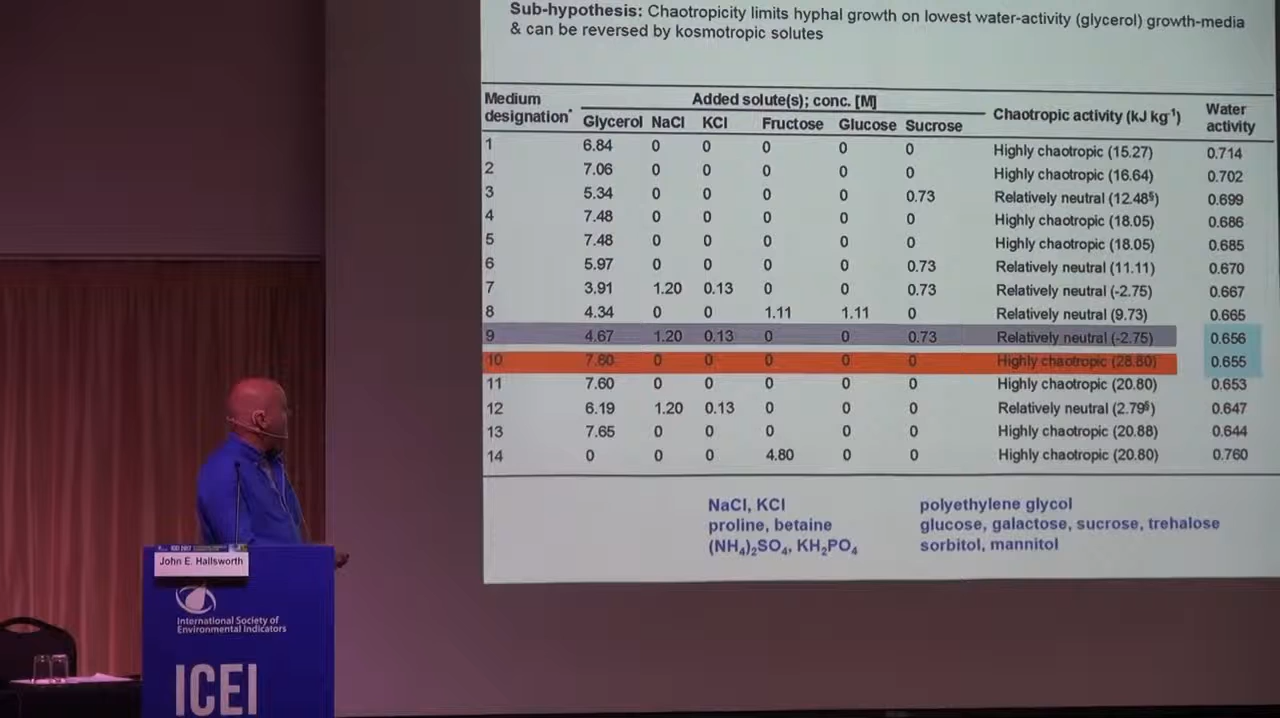 Sub-hypothesis: Chaotropicity limits hyphal growth on lowest water-activity (glycerol) growth-media
& can be reversed by kosmotropic solutes
Medium designation* Added solute(s); conc. [M] Chaotropic activity (kJ kg-1) Water activity
Glycerol NaCl KCl Fructose Glucose Sucrose
1 6.84 0 0 0 0 0 Highly chaotropic (15.27) 0.714
2 7.06 0 0 0 0 0 Highly chaotropic (16.64) 0.702
3 5.34 0 0 0 0 0.73 Relatively neutral (12.48§) 0.699
4 7.48 0 0 0 0 0 Highly chaotropic (18.05) 0.686
5 7.48 0 0 0 0 0 Highly chaotropic (18.05) 0.685
6 5.97 0 0 0 0 0.73 Relatively neutral (11.11) 0.670
7 3.91 1.20 0.13 0 0 0.73 Relatively neutral (-2.75) 0.667
8 4.34 0 0 1.11 1.11 0 Relatively neutral (9.73) 0.665
9 4.67 1.20 0.13 0 0 0.73 Relatively neutral (-2.75) 0.656
10 7.60 0 0 0 0 0 Highly chaotropic (28.80) 0.655
11 7.60 0 0 0 0 0 Highly chaotropic (20.80) 0.653
12 6.19 1.20 0.13 0 0 0 Relatively neutral (2.79§) 0.647
13 7.65 0 0 0 0 0 Highly chaotropic (20.88) 0.644
14 0 0 0 4.80 0 0 Highly chaotropic (20.80) 0.760
NaCl, KCl polyethylene glycol
proline, betaine glucose, galactose, sucrose, trehalose
(NH4)2SO4, KH2PO4 sorbitol, mannitol
John E. Hallsworth
International Society of
Environmental Indicators
ICEI